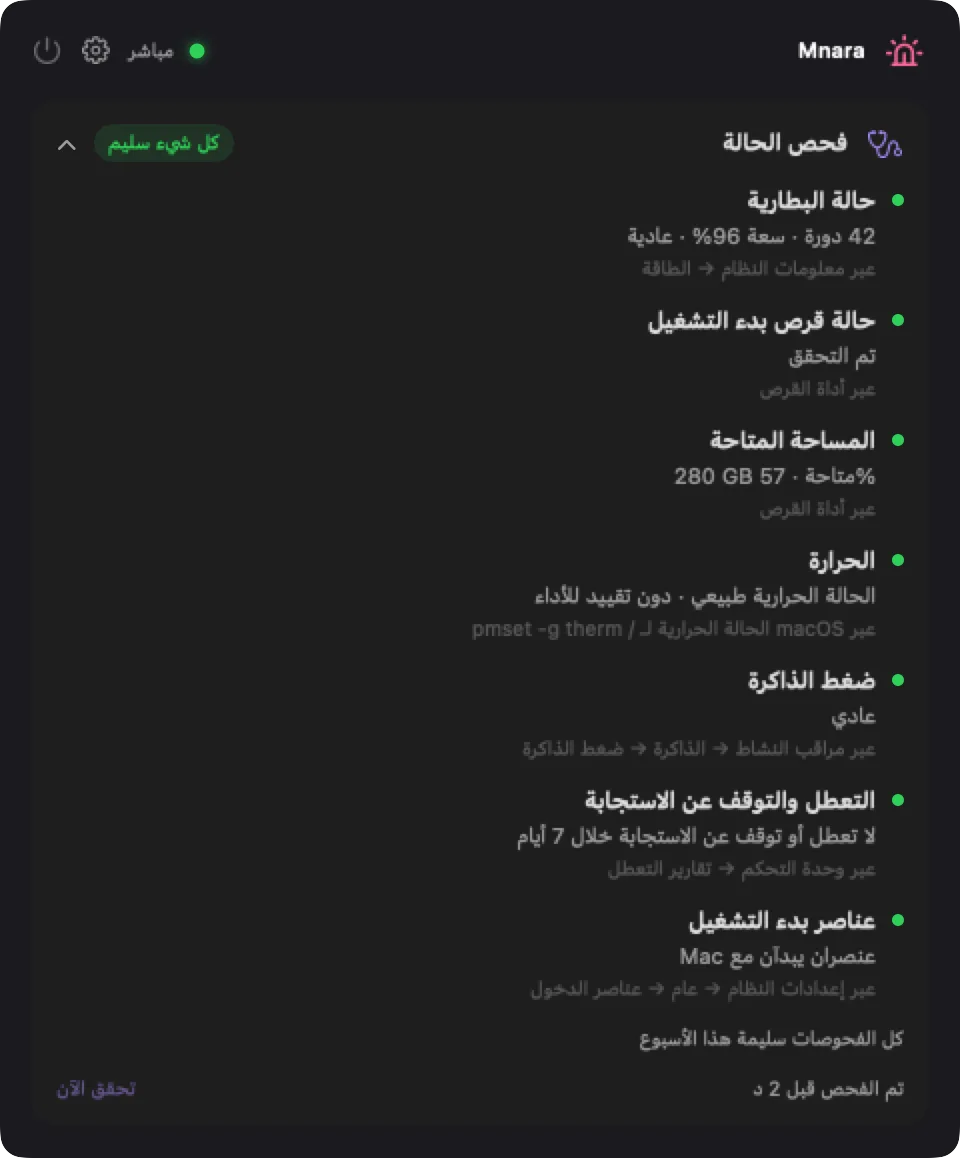 Mnara
مباشر
فحص الحالة
كل شيء سليم
حالة البطارية
42 دورة · سعة 96% · عادية
عبر معلومات النظام → الطاقة
حالة قرص بدء التشغيل
تم التحقق
عبر أداة القرص
المساحة المتاحة
%متاحة · 57 280 GB
عبر أداة القرص
الحرارة
الحالة الحرارية طبيعي · دون تقييد للأداء
عبر macOS الحالة الحرارية لـ / pmset -g therm
ضغط الذاكرة
عادي
عبر مراقب النشاط → الذاكرة → ضغط الذاكرة
التعطل والتوقف عن الاستجابة
لا تعطل أو توقف عن الاستجابة خلال 7 أيام
عبر وحدة التحكم → تقارير التعطل
عناصر بدء التشغيل
عنصران يبدآن مع Mac
عبر إعدادات النظام → عام → عناصر الدخول
كل الفحوصات سليمة هذا الأسبوع
تم الفحص قبل 2 د
تحقق الآن